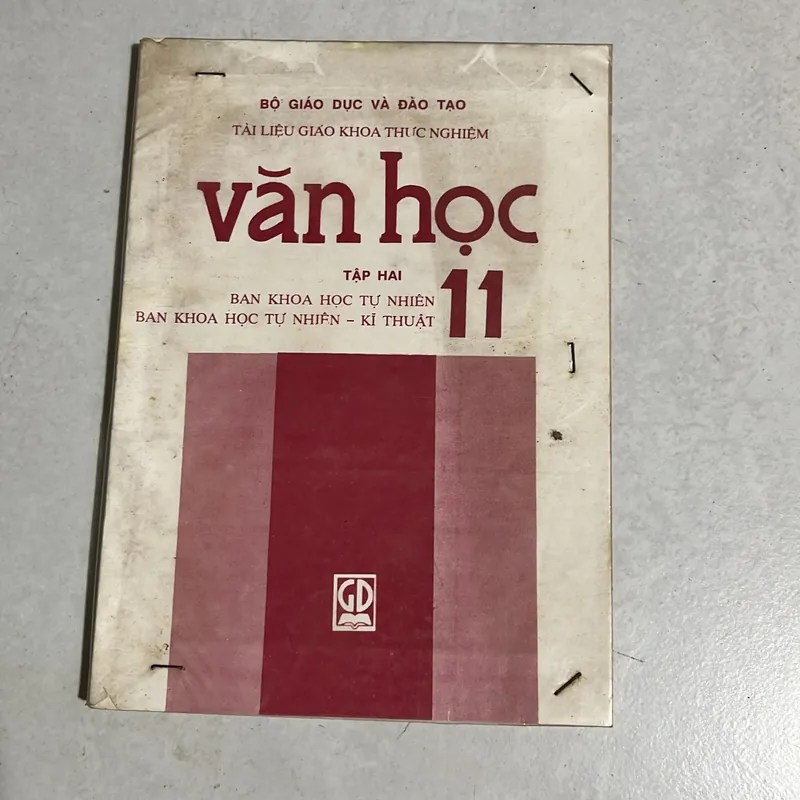 BỘ GIÁO DỤC VÀ ĐÀO TẠO
TÀI LIỆU GIÁO KHOA THỰC NGHIỆM
văn học
TẬP HAI
11
BAN KHOA HỌC TỰ NHIÊN
BAN KHOA HỌC TỰ NHIÊN – KĨ THUẬT
GD